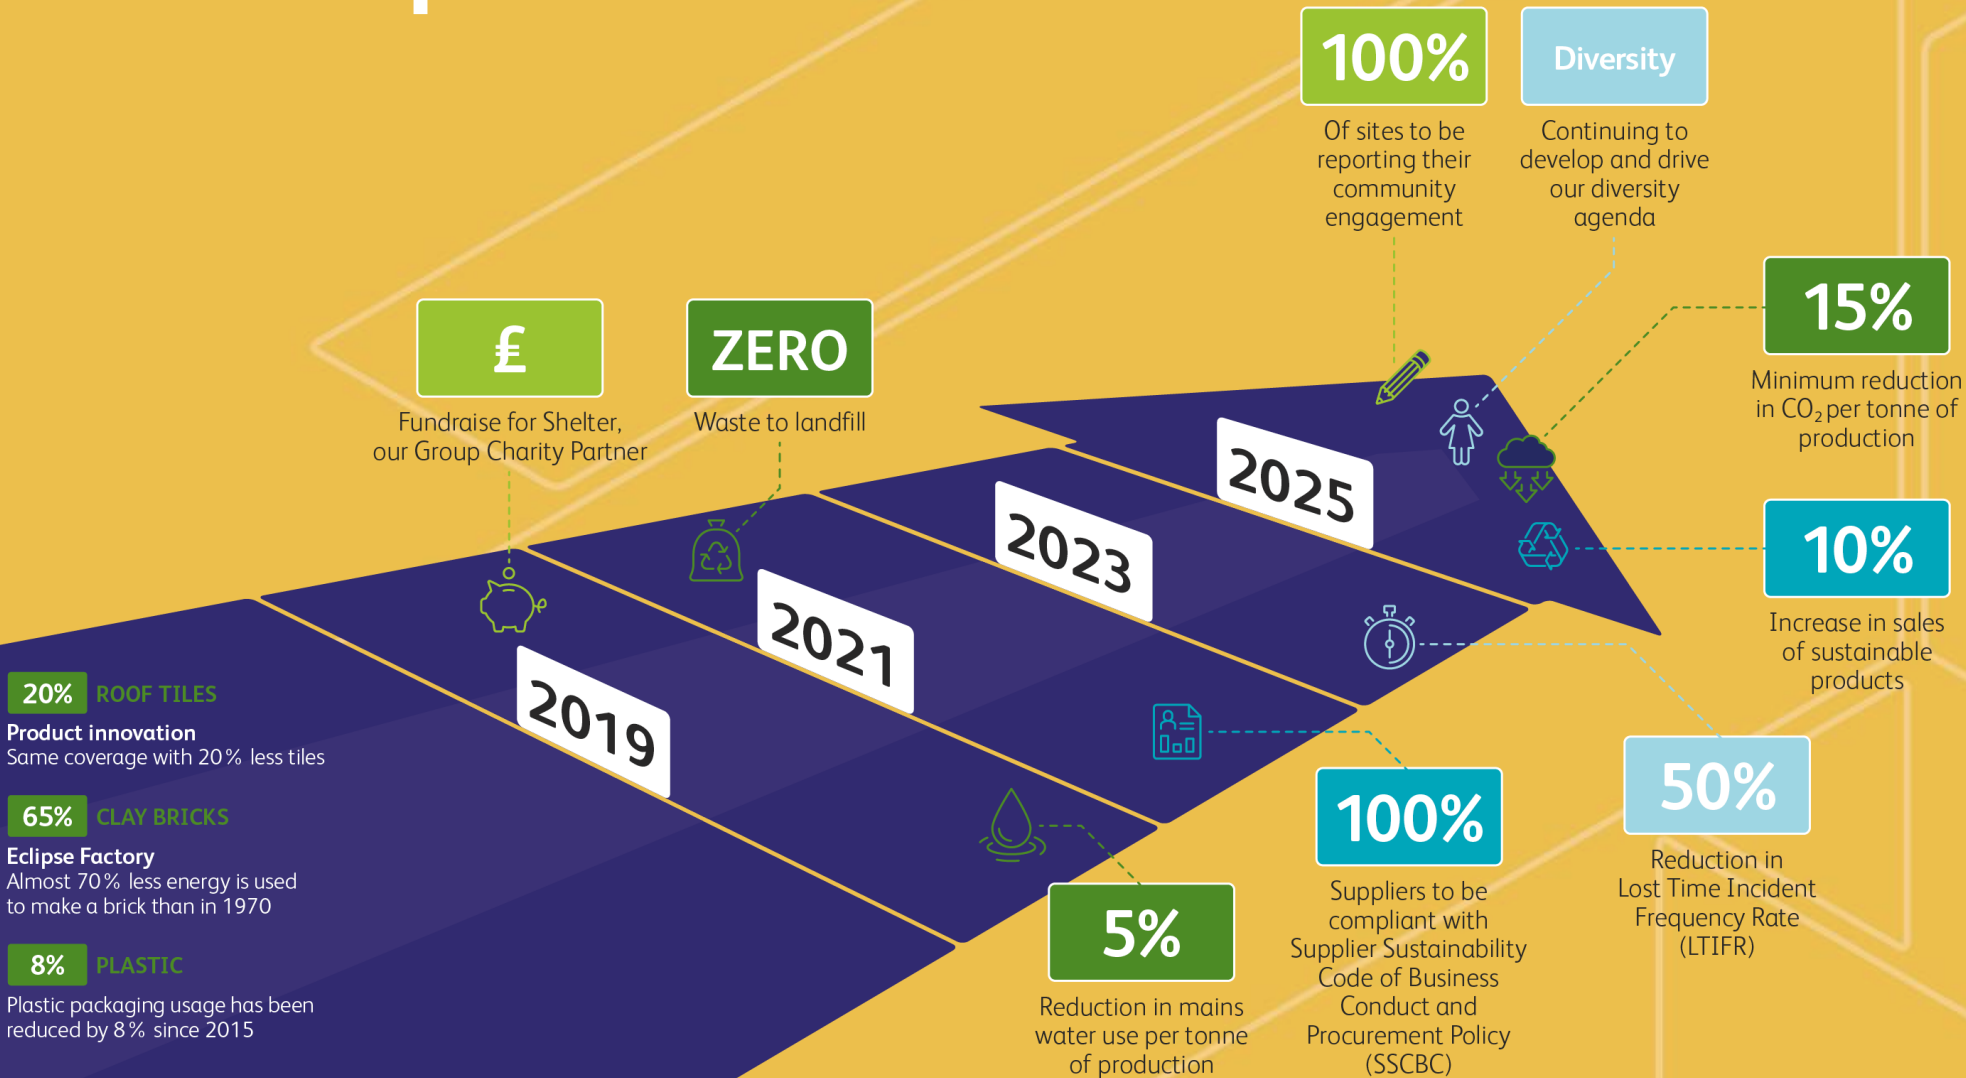 100%
Of sites to be
reporting their
community
engagement
Diversity
Continuing to
develop and drive
our diversity
agenda
15%
Minimum reduction
in CO₂ per tonne of
production
£
Fundraise for Shelter,
our Group Charity Partner
ZERO
Waste to landfill
10%
Increase in sales
of sustainable
products
2025
2023
2021
2019
20% ROOF TILES
Product innovation
Same coverage with 20% less tiles
65% CLAY BRICKS
Eclipse Factory
Almost 70% less energy is used
to make a brick than in 1970
8% PLASTIC
Plastic packaging usage has been
reduced by 8% since 2015
5%
Reduction in mains
water use per tonne
of production
100%
Suppliers to be
compliant with
Supplier Sustainability
Code of Business
Conduct and
Procurement Policy
(SSCBC)
50%
Reduction in
Lost Time Incident
Frequency Rate
(LTIFR)